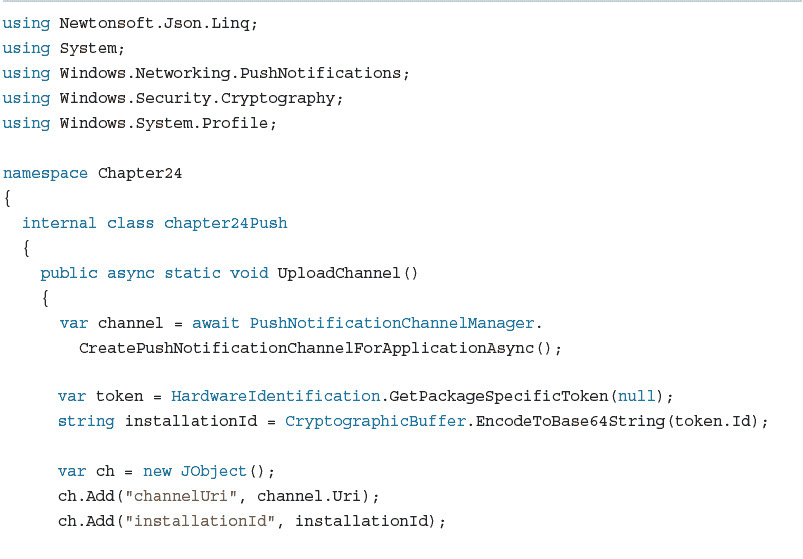 using Newtonsoft.Json.Linq;
using System;
using Windows.Networking.PushNotifications;
using Windows.Security.Cryptography;
using Windows.System.Profile;

namespace Chapter24
{
  internal class chapter24Push
  {
    public async static void UploadChannel()
    {
      var channel = await PushNotificationChannelManager.
        CreatePushNotificationChannelForApplicationAsync();

      var token = HardwareIdentification.GetPackageSpecificToken(null);
      string installationId = CryptographicBuffer.EncodeToBase64String(token.Id);

      var ch = new JObject();
      ch.Add("channelUri", channel.Uri);
      ch.Add("installationId", installationId);